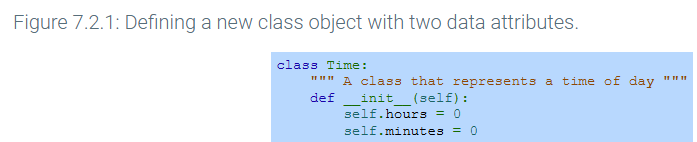 Figure 7.2.1: Defining a new class object with two data attributes.
class Time:
    """ A class that represents a time of day """
    def __init__(self):
        self.hours = 0
        self.minutes = 0